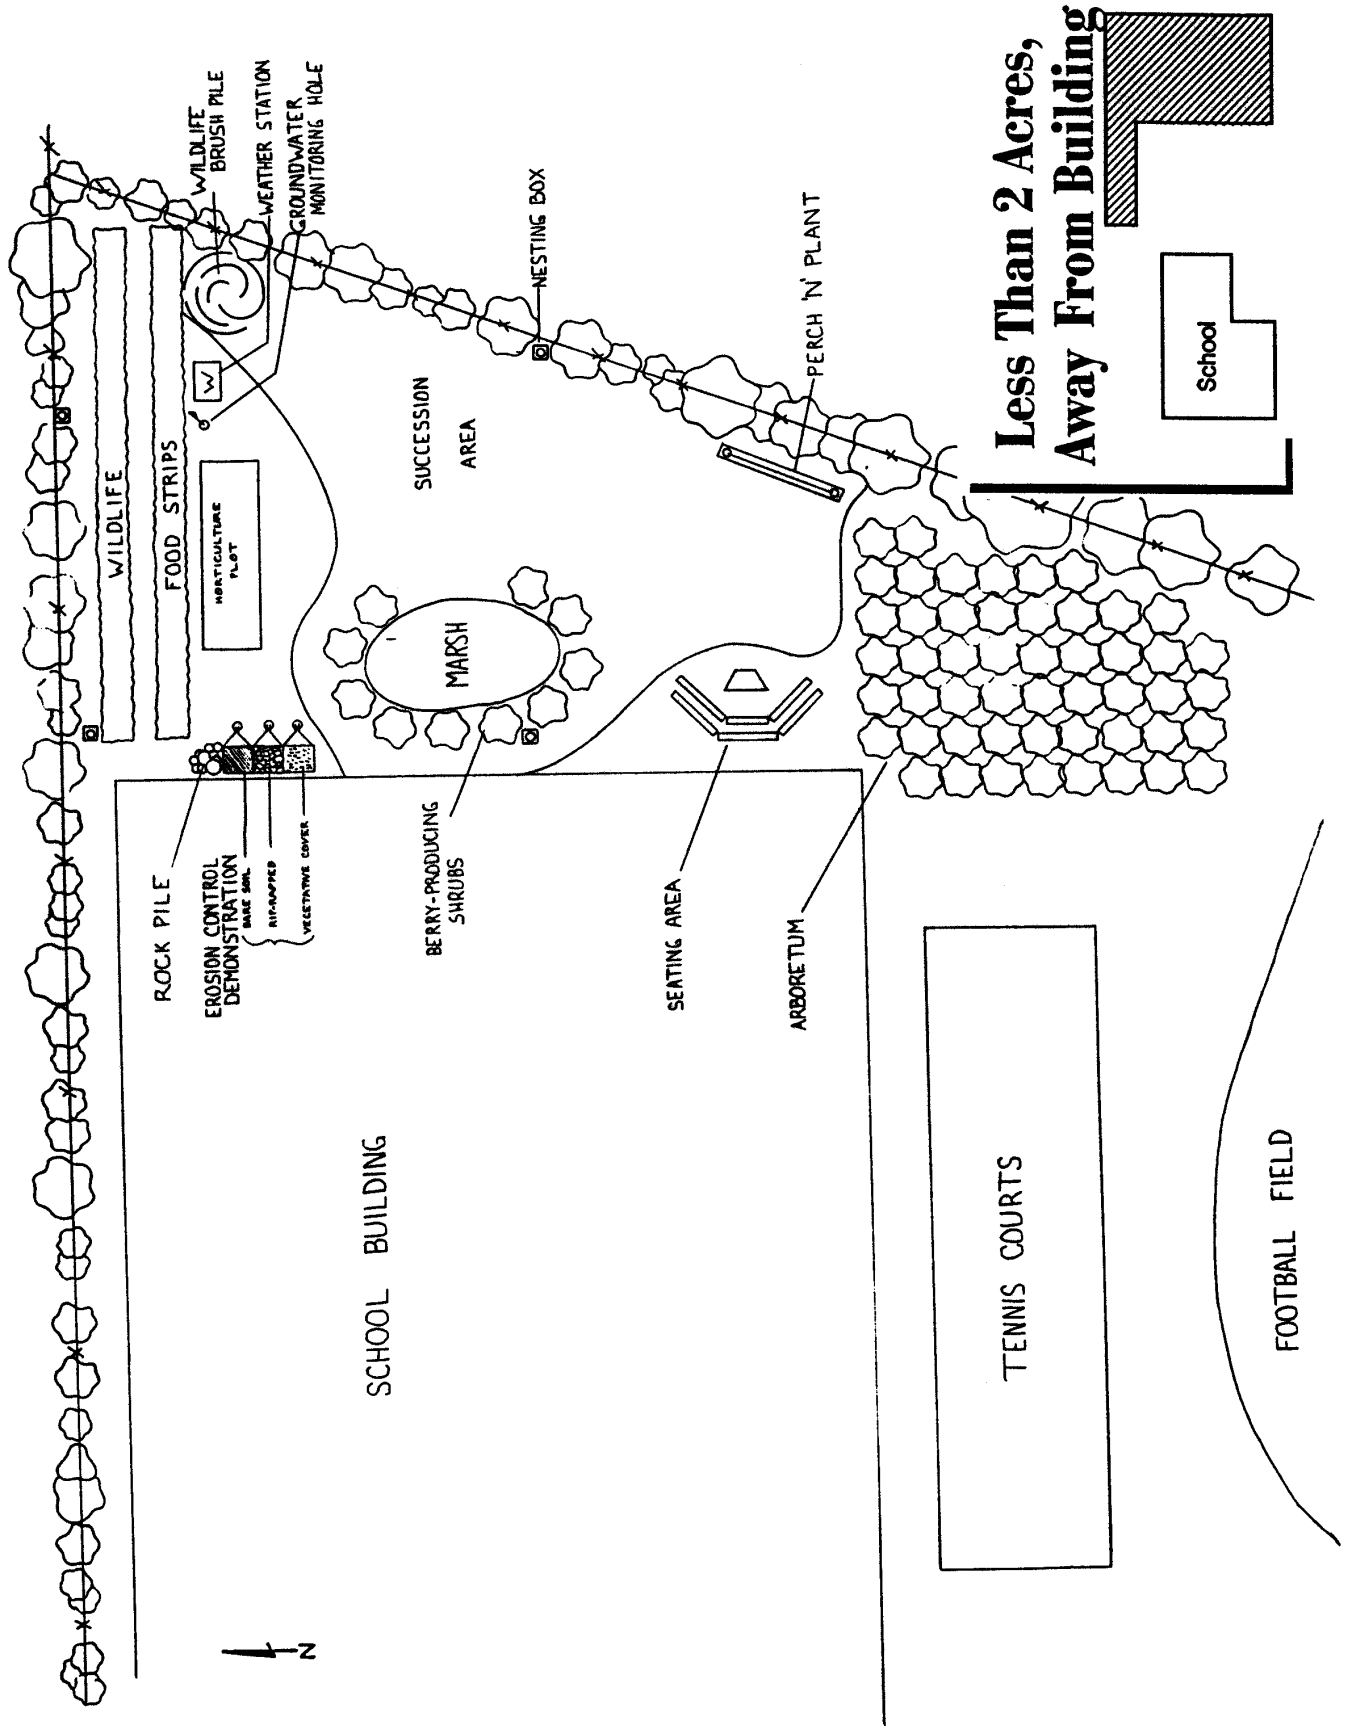 Less Than 2 Acres,
Away From Building
School
WILDLIFE
BRUSH PILE
WEATHER STATION
GROUNDWATER
MONITORING HOLE
NESTING BOX
PERCH 'N' PLANT
WILDLIFE
FOOD STRIPS
W
HORTICULTURE
PLOT
SUCCESSION
AREA
MARSH
ROCK PILE
EROSION CONTROL
DEMONSTRATION
BARE SOIL
RIP-RAPPED
VEGETATIVE COVER
BERRY-PRODUCING
SHRUBS
SEATING AREA
ARBORETUM
SCHOOL BUILDING
TENNIS COURTS
FOOTBALL FIELD
N